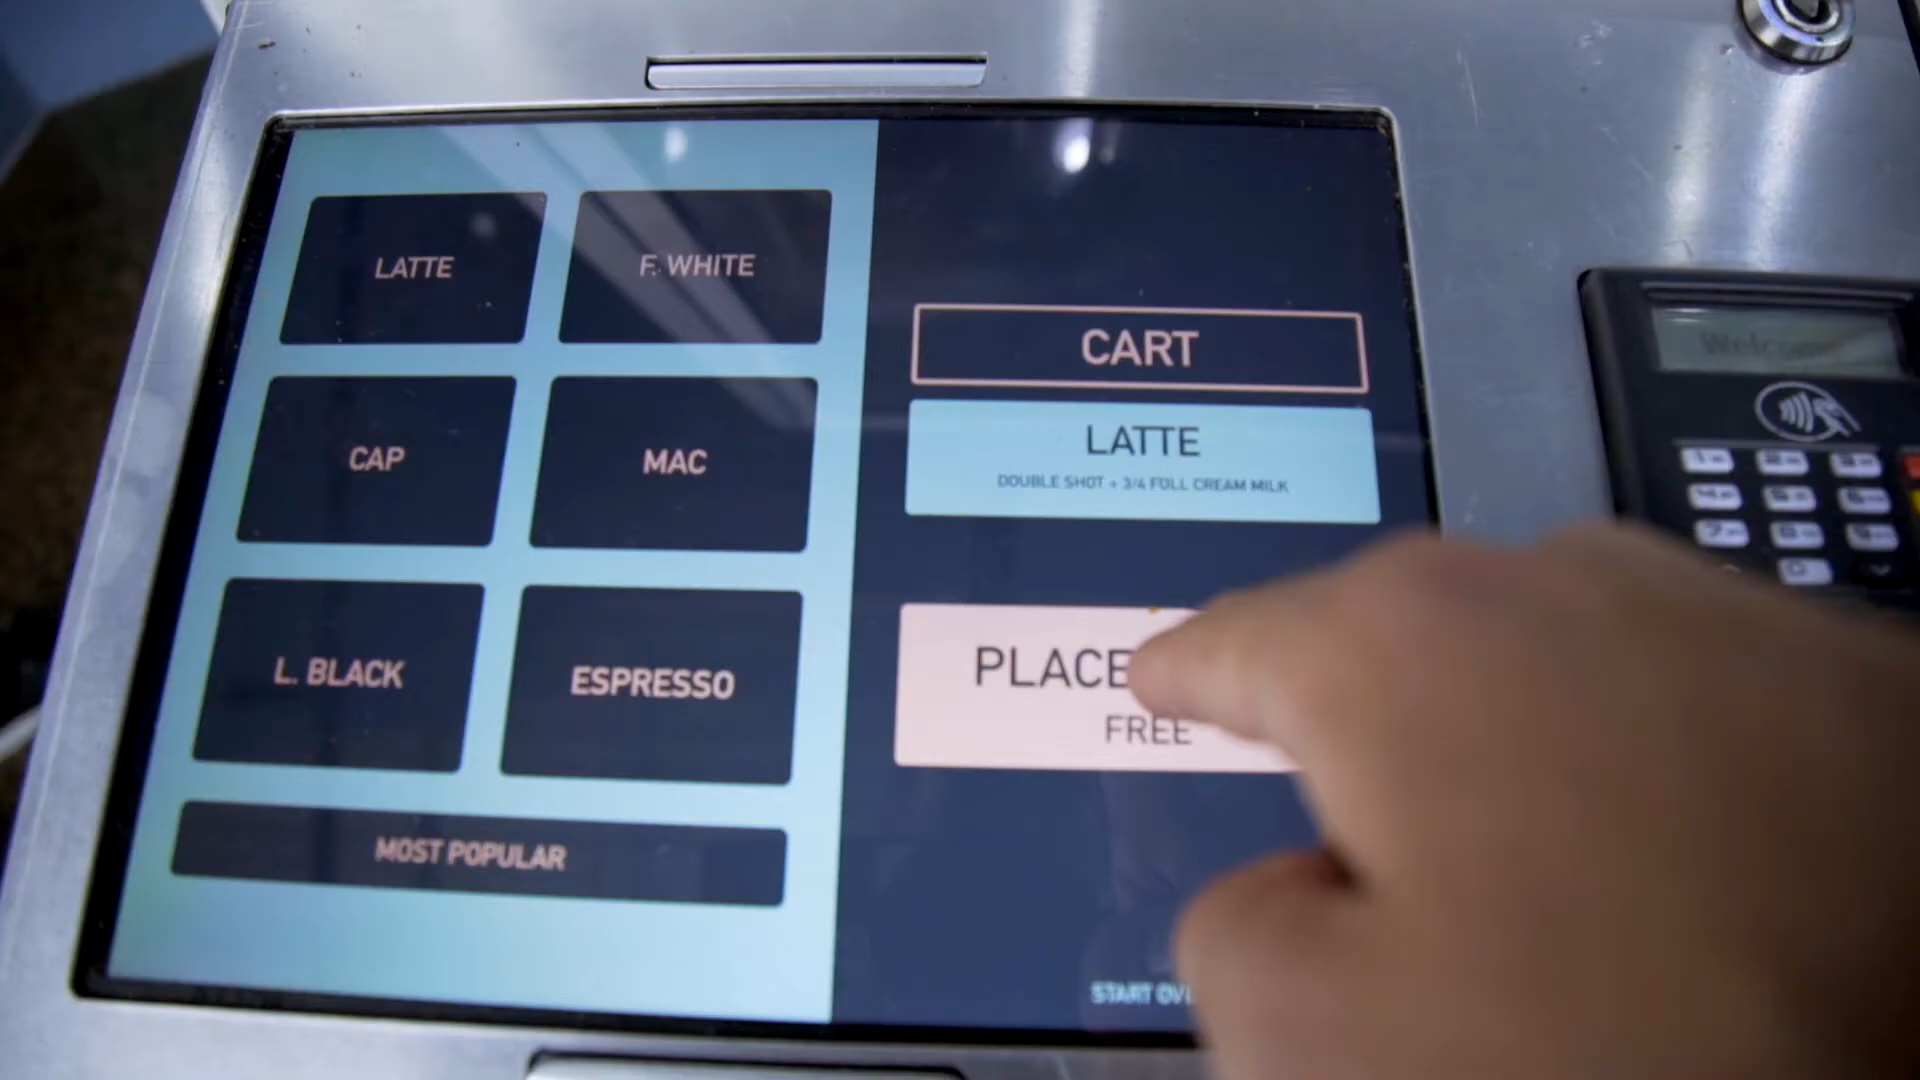 LATTE
F. WHITE
CAP
MAC
L. BLACK
ESPRESSO
MOST POPULAR
CART
LATTE
DOUBLE SHOT + 3/4 FULL CREAM MILK
PLACE
FREE
START
Welcome